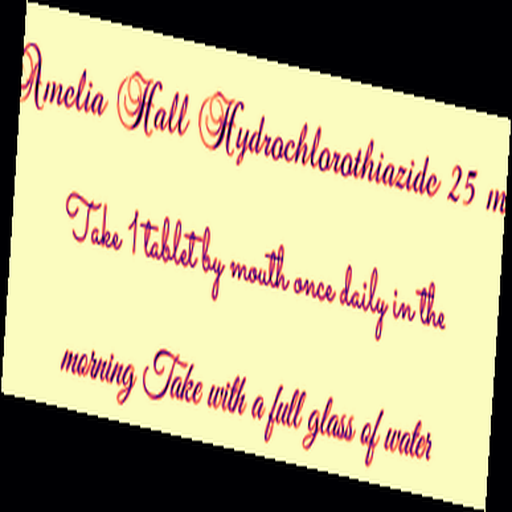 Amelia Hall Hydrochlorothiazide 25 m
Take 1 tablet by mouth once daily in the
morning Take with a full glass of water